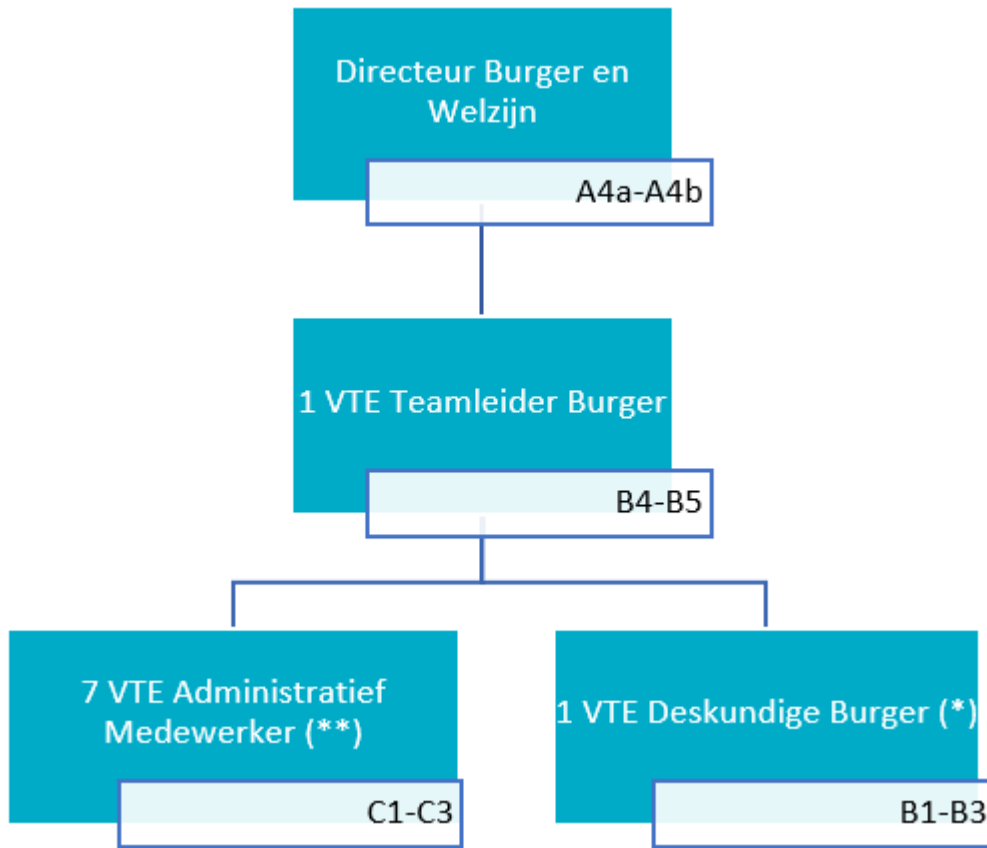 Directeur Burger en
Welzijn
A4a-A4b
1 VTE Teamleider Burger
B4-B5
7 VTE Administratief
Medewerker (**)
C1-C3
1 VTE Deskundige Burger (*)
B1-B3